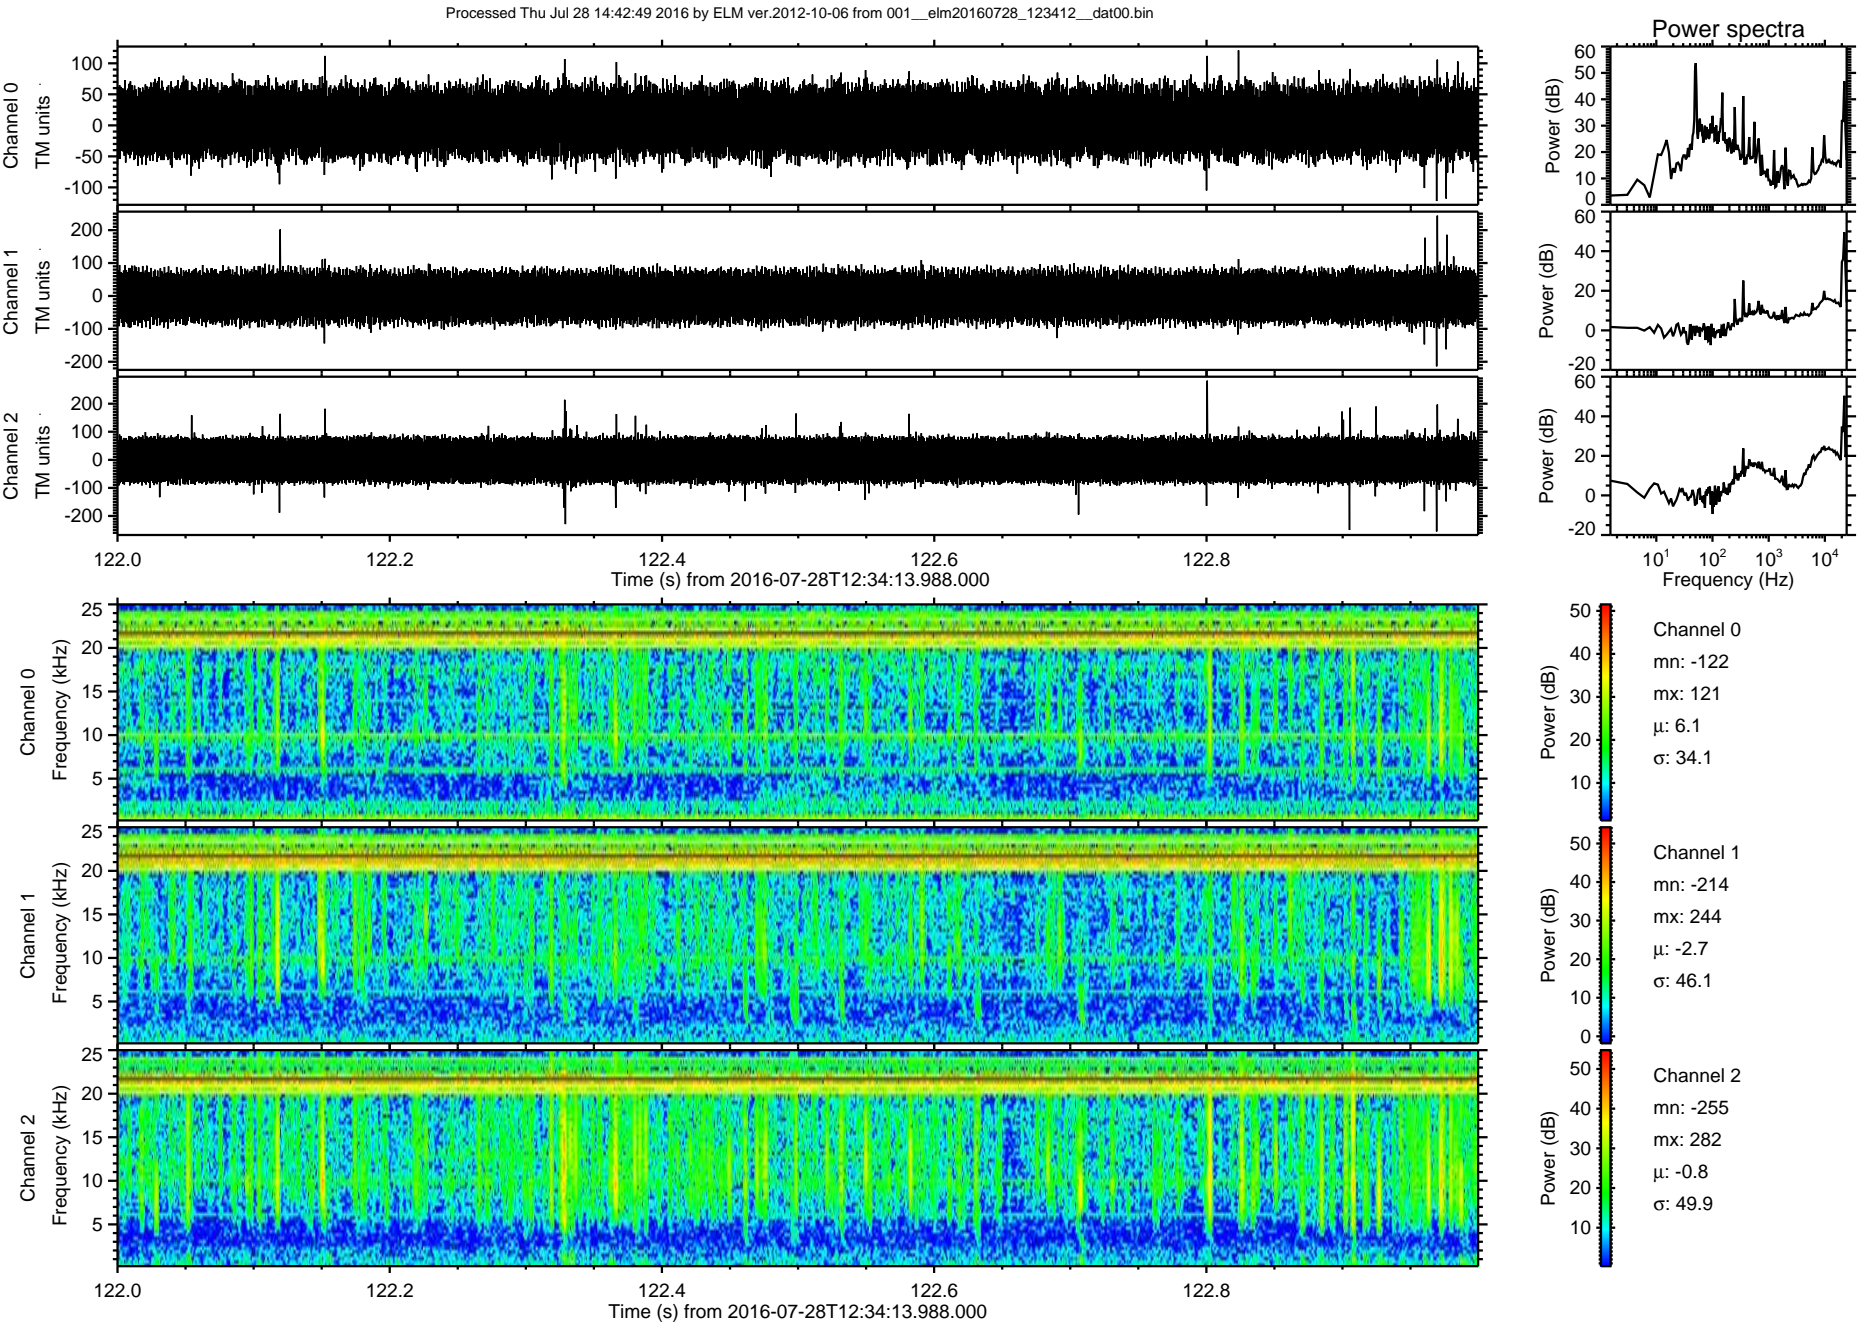 Processed Thu Jul 28 14:42:49 2016 by ELM ver.2012-10-06 from 001__elm20160728_123412__dat00.bin
Power spectra
Channel 0
TM units
100
50
0
-50
-100
Power (dB)
60
50
40
30
20
10
0
Channel 1
TM units
200
100
0
-100
-200
Power (dB)
60
40
20
0
-20
Channel 2
TM units
200
100
0
-100
-200
Power (dB)
60
40
20
0
-20
122.0 122.2 122.4 122.6 122.8
Time (s) from 2016-07-28T12:34:13.988.000
10¹ 10² 10³ 10⁴
Frequency (Hz)
Channel 0
Frequency (kHz)
25
20
15
10
5
Power (dB)
50
40
30
20
10
Channel 0
mn: -122
mx: 121
µ: 6.1
σ: 34.1
Channel 1
Frequency (kHz)
25
20
15
10
5
Power (dB)
50
40
30
20
10
0
Channel 1
mn: -214
mx: 244
µ: -2.7
σ: 46.1
Channel 2
Frequency (kHz)
25
20
15
10
5
Power (dB)
50
40
30
20
10
Channel 2
mn: -255
mx: 282
µ: -0.8
σ: 49.9
122.0 122.2 122.4 122.6 122.8
Time (s) from 2016-07-28T12:34:13.988.000